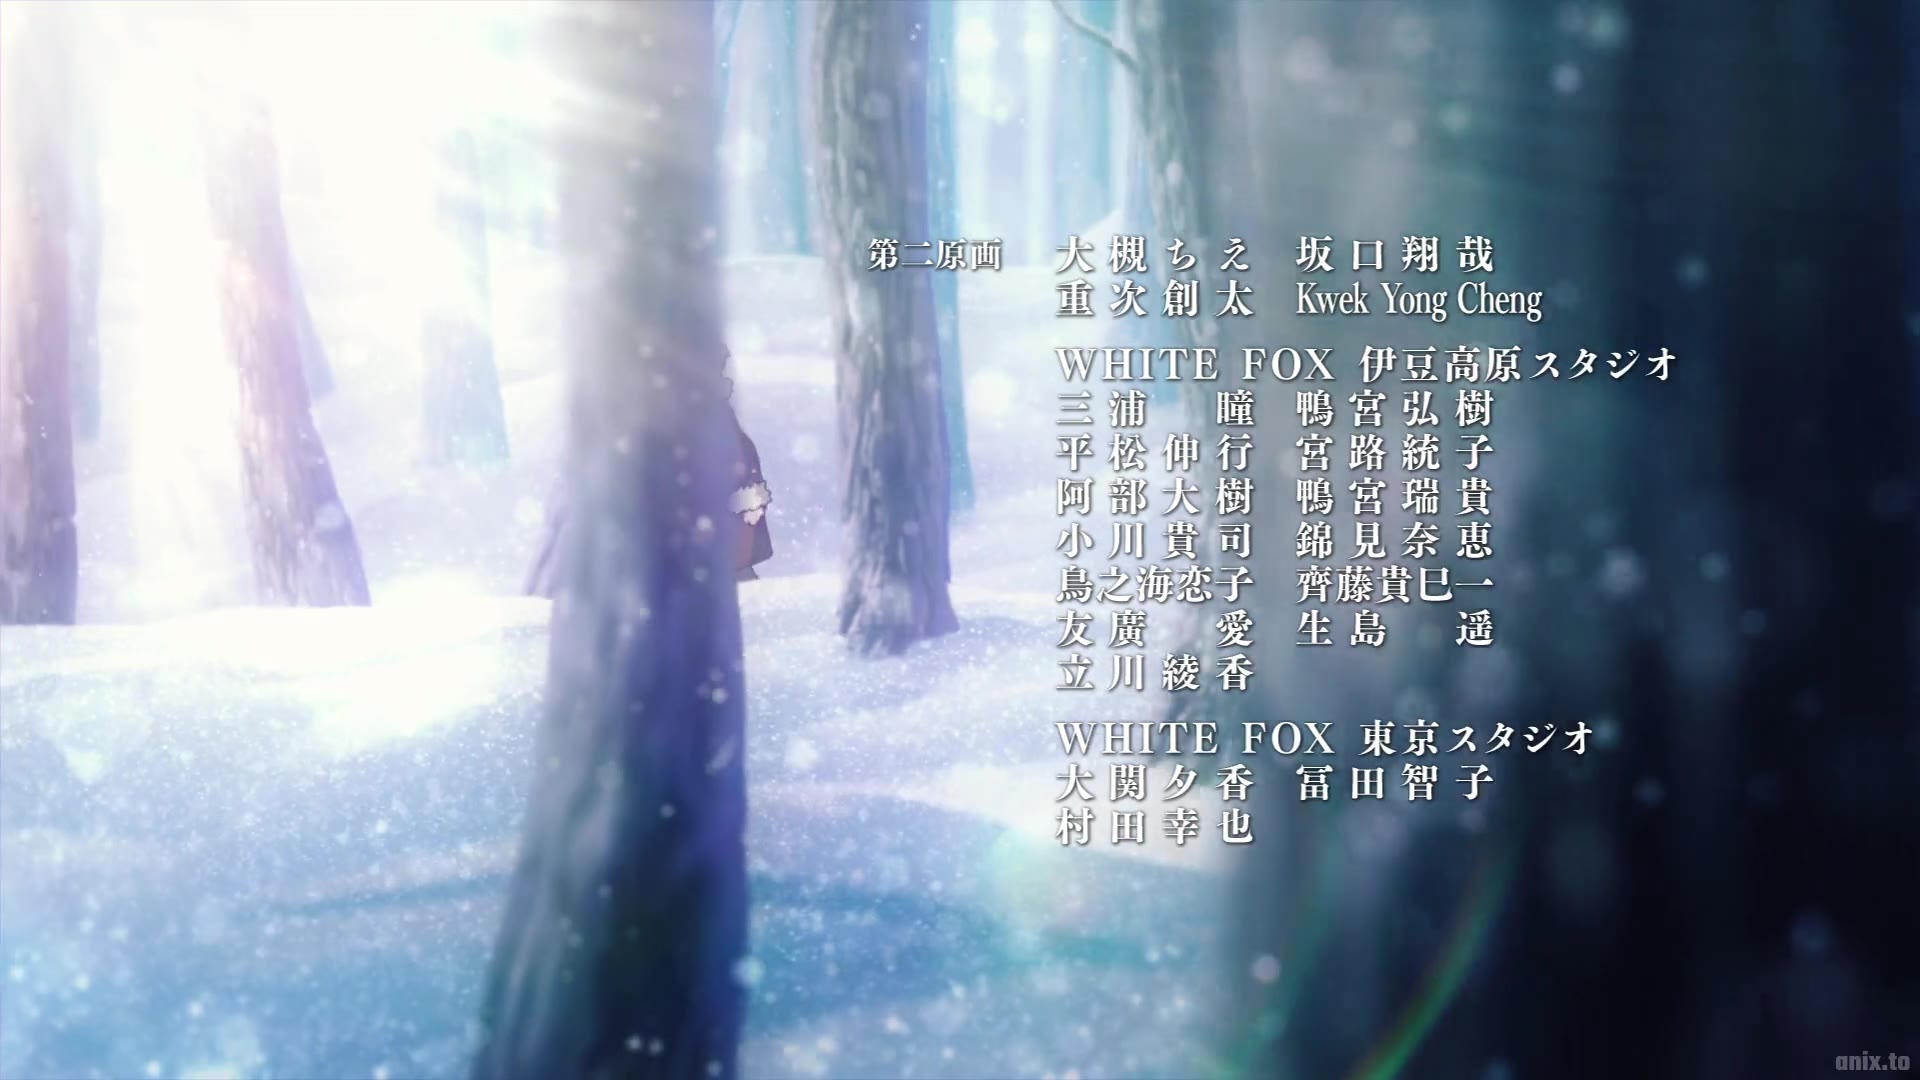 第二原画 大槻ちえ 坂口翔哉
重次創太 Kwek Yong Cheng
WHITE FOX 伊豆高原スタジオ
三浦 瞳 鴨宮弘樹
平松伸行 宮路統子
阿部大樹 鴨宮瑞貴
小川貴司 錦見奈恵
鳥之海恋子 齊藤貴巳一
友廣 愛 生島 遥
立川綾香
WHITE FOX 東京スタジオ
大関夕香 冨田智子
村田幸也
anix.to